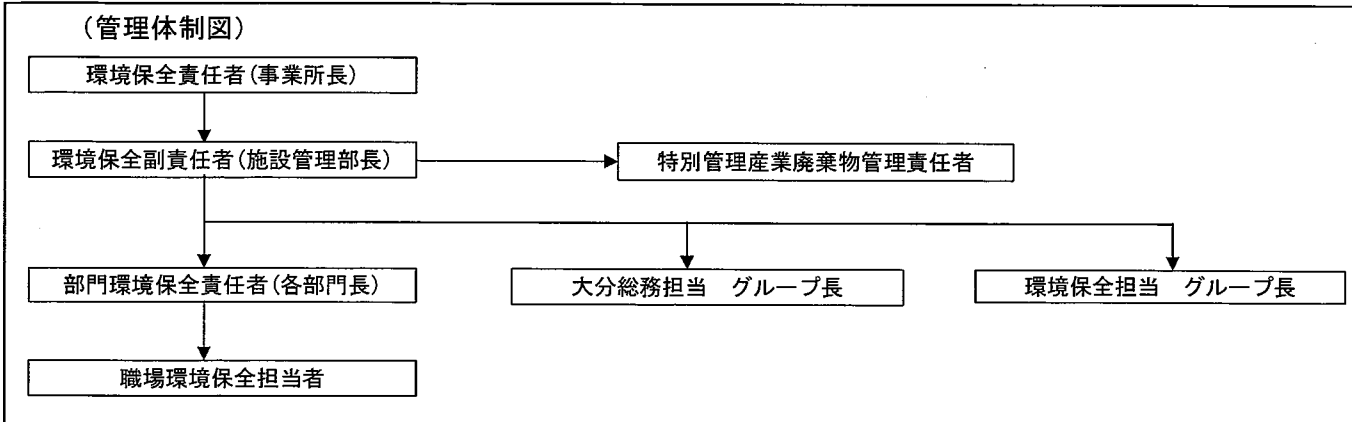 (管理体制図)
環境保全責任者(事業所長)
環境保全副責任者(施設管理部長)
特別管理産業廃棄物管理責任者
部門環境保全責任者(各部門長)
大分総務担当　グループ長
環境保全担当　グループ長
職場環境保全担当者